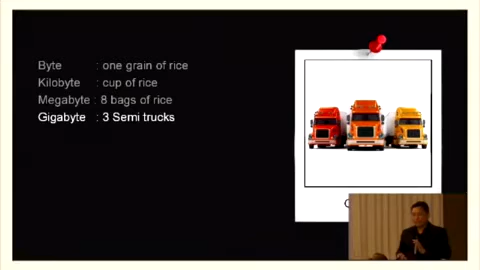 Byte : one grain of rice
Kilobyte : cup of rice
Megabyte : 8 bags of rice
Gigabyte : 3 Semi trucks